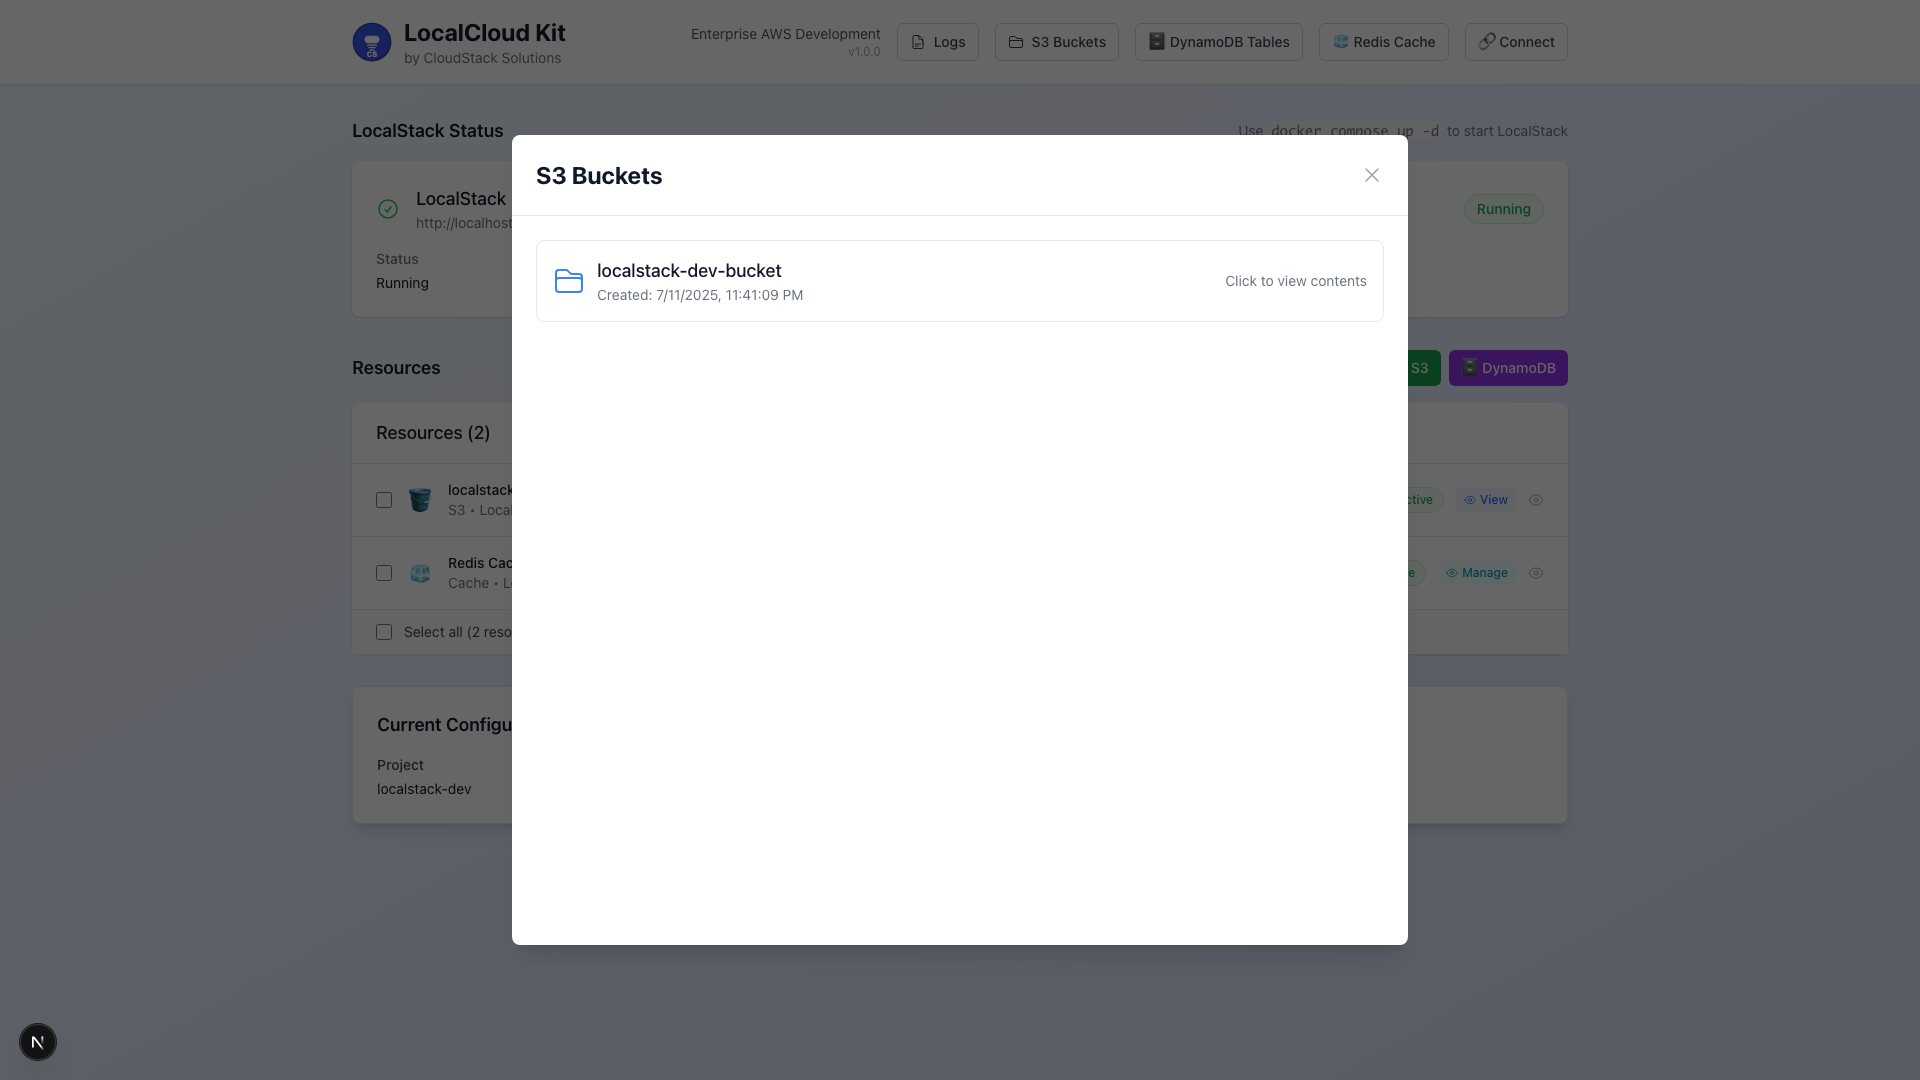 LocalCloud Kit
by CloudStack Solutions
Enterprise AWS Development
v1.0.0
Logs
S3 Buckets
DynamoDB Tables
Redis Cache
Connect
LocalStack Status
Use docker compose up -d to start LocalStack
LocalStack
http://localhost
Running
Status
Running
S3 Buckets
localstack-dev-bucket
Created: 7/11/2025, 11:41:09 PM
Click to view contents
Resources
S3
DynamoDB
Resources (2)
localstack
S3 • Local
ctive
View
Redis Cac
Cache • L
e
Manage
Select all (2 reso
Current Configu
Project
localstack-dev
N